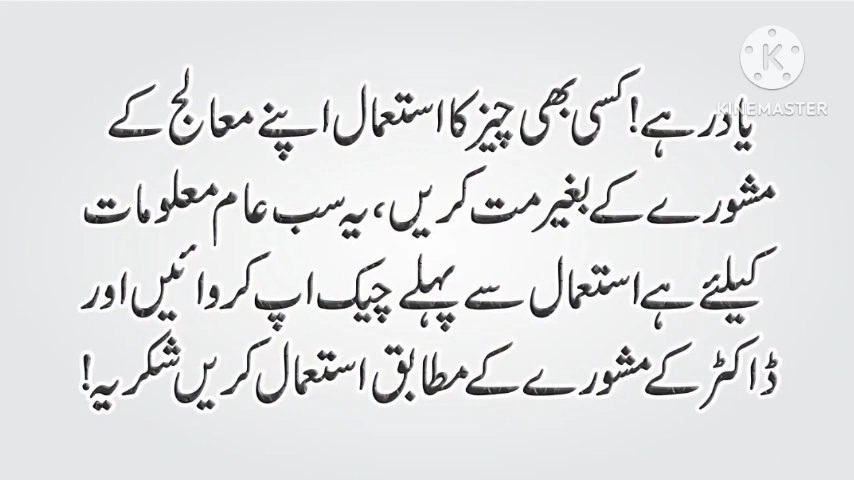 KINEMASTER
یاد رہے! کسی بھی چیز کا استعمال اپنے معالج کے
مشورے کے بغیر مت کریں، یہ سب عام معلومات
کیلئے ہے استعمال سے پہلے چیک اپ کروائیں اور
ڈاکٹر کے مشورے کے مطابق استعمال کریں شکریہ!